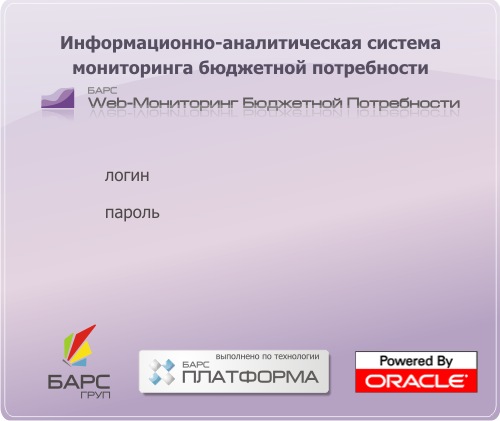 Информационно-аналитическая система
мониторинга бюджетной потребности
БАРС
Web-Мониторинг Бюджетной Потребности
логин
пароль
БАРС
ГРУП
выполнено по технологии
БАРС
ПЛАТФОРМА
Powered By
ORACLE